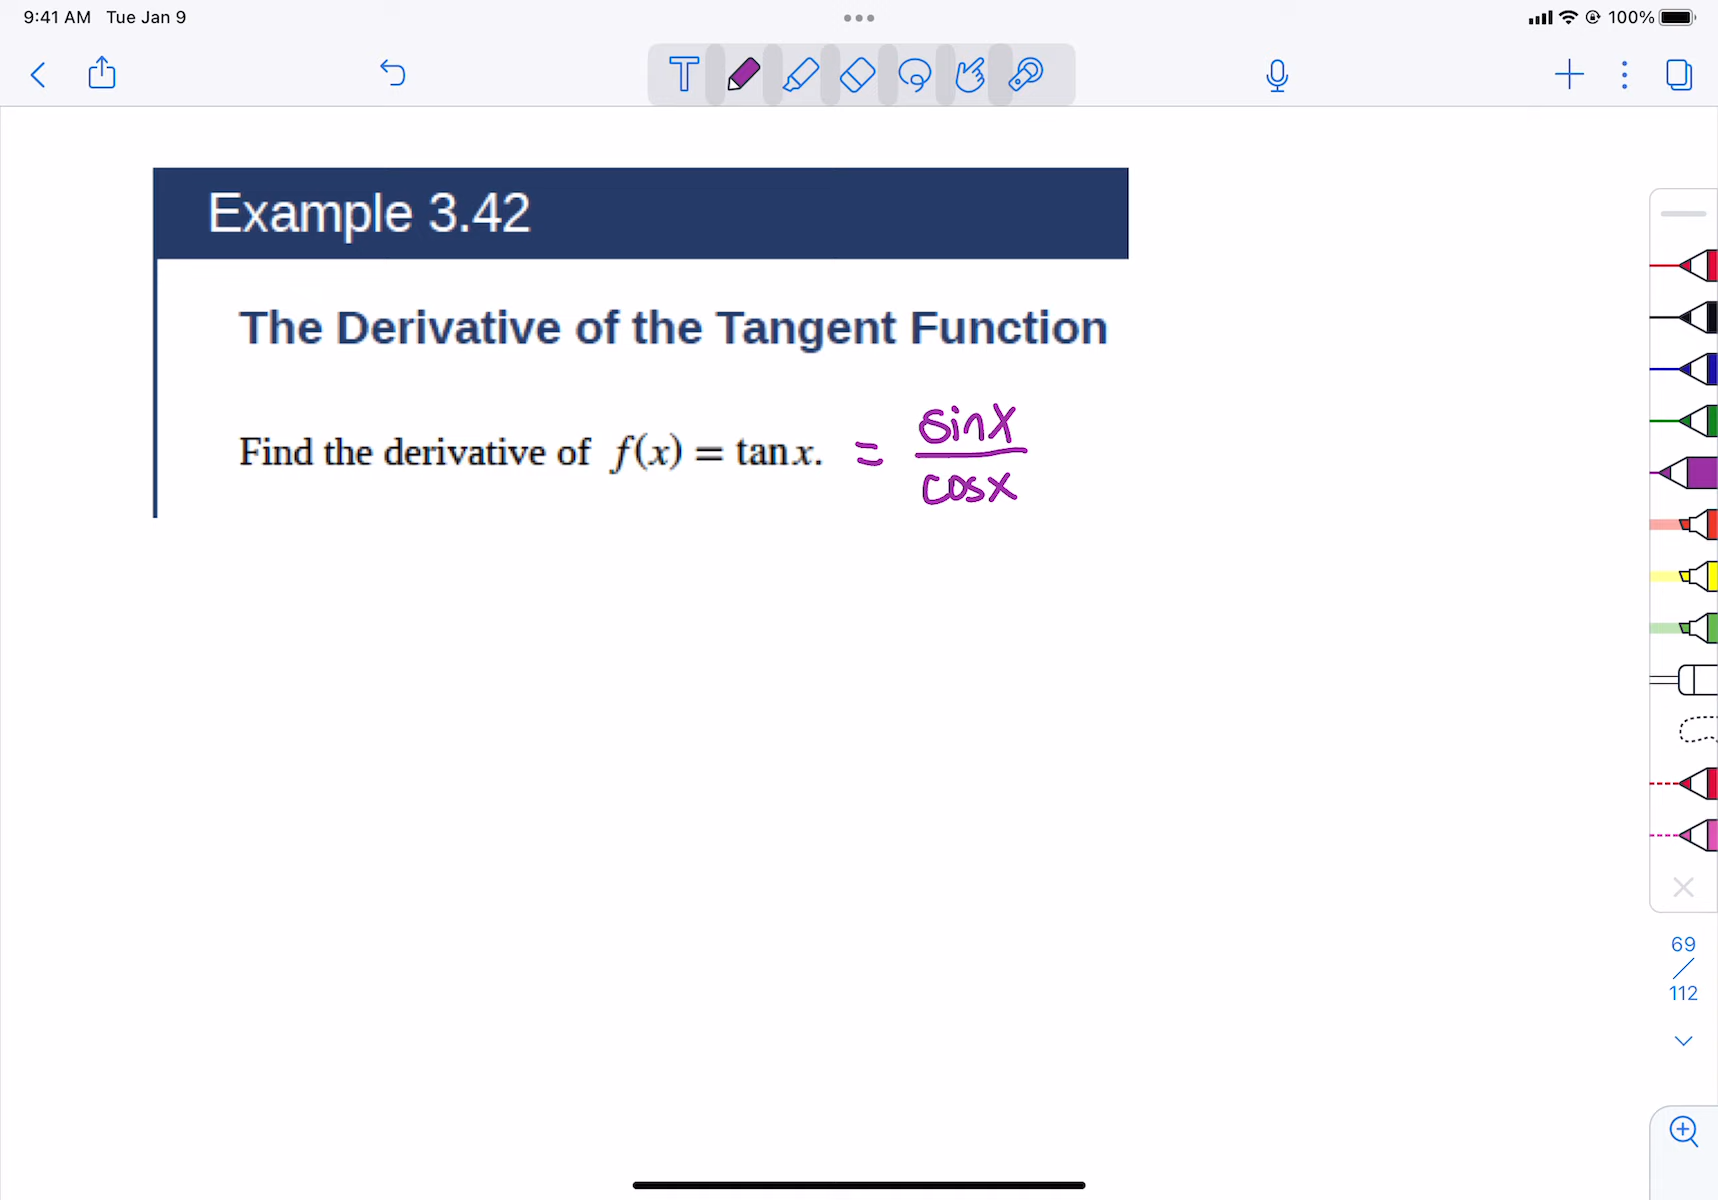 9:41 AM Tue Jan 9
100%
Example 3.42
The Derivative of the Tangent Function
Find the derivative of f(x) = tan x. = sinx
cosx
69
112